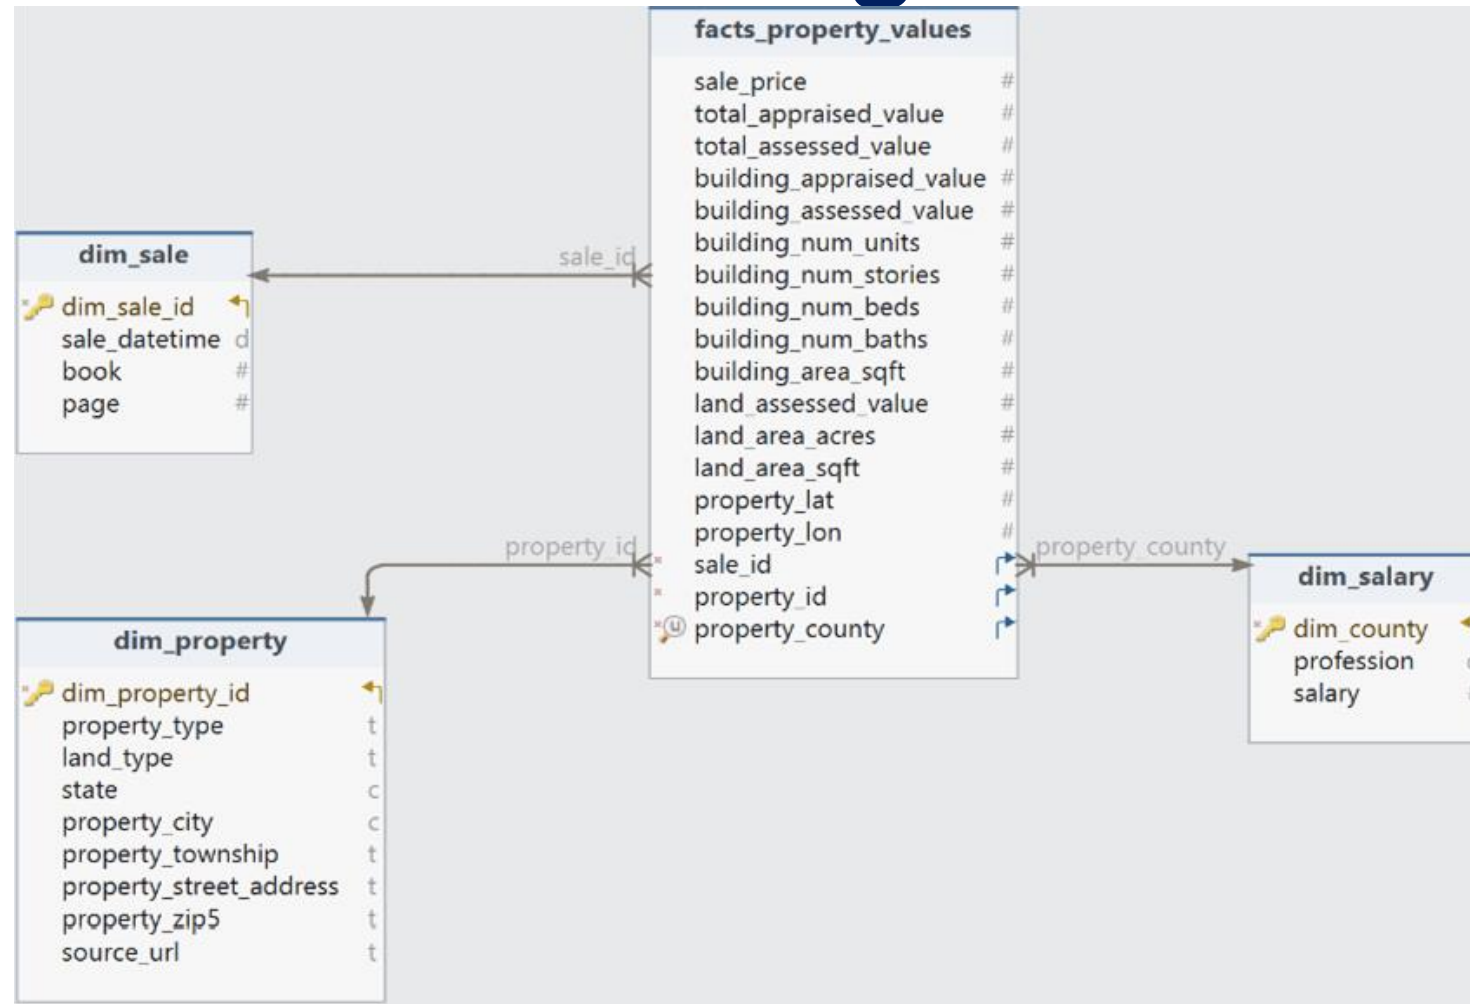 facts_property_values
sale_price #
total_appraised_value #
total_assessed_value #
building_appraised_value #
building_assessed_value #
building_num_units #
building_num_stories #
building_num_beds #
building_num_baths #
building_area_sqft #
land_assessed_value #
land_area_acres #
land_area_sqft #
property_lat #
property_lon #
sale_id
property_id
u property_county
sale_id
dim_sale
dim_sale_id
sale_datetime d
book #
page #
property_id
dim_property
dim_property_id
property_type t
land_type t
state c
property_city c
property_township t
property_street_address t
property_zip5 t
source_url t
property_county
dim_salary
dim_county
profession
salary